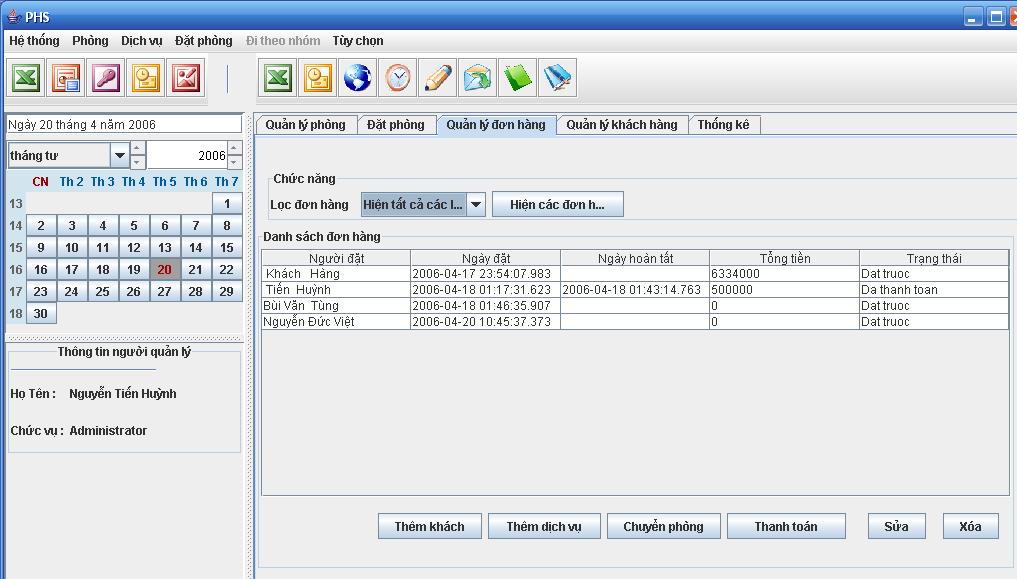 PHS
Hệ thống Phòng Dịch vụ Đặt phòng Đi theo nhóm Tùy chọn
Ngày 20 tháng 4 năm 2006
tháng tư 2006
CN Th 2 Th 3 Th 4 Th 5 Th 6 Th 7
13 1
14 2 3 4 5 6 7 8
15 9 10 11 12 13 14 15
16 16 17 18 19 20 21 22
17 23 24 25 26 27 28 29
18 30
Thông tin người quản lý
Họ Tên : Nguyễn Tiến Huỳnh
Chức vụ : Administrator
Quản lý phòng Đặt phòng Quản lý đơn hàng Quản lý khách hàng Thống kê
Chức năng
Lọc đơn hàng Hiện tất cả các l... Hiện các đơn h...
Danh sách đơn hàng
Người đặt Ngày đặt Ngày hoàn tất Tổng tiền Trạng thái
Khách Hàng 2006-04-17 23:54:07.983 6334000 Dat truoc
Tiến Huỳnh 2006-04-18 01:17:31.623 2006-04-18 01:43:14.763 500000 Da thanh toan
Bùi Văn Tùng 2006-04-18 01:46:35.907 0 Dat truoc
Nguyễn Đức Việt 2006-04-20 10:45:37.373 0 Dat truoc
Thêm khách Thêm dịch vụ Chuyển phòng Thanh toán Sửa Xóa